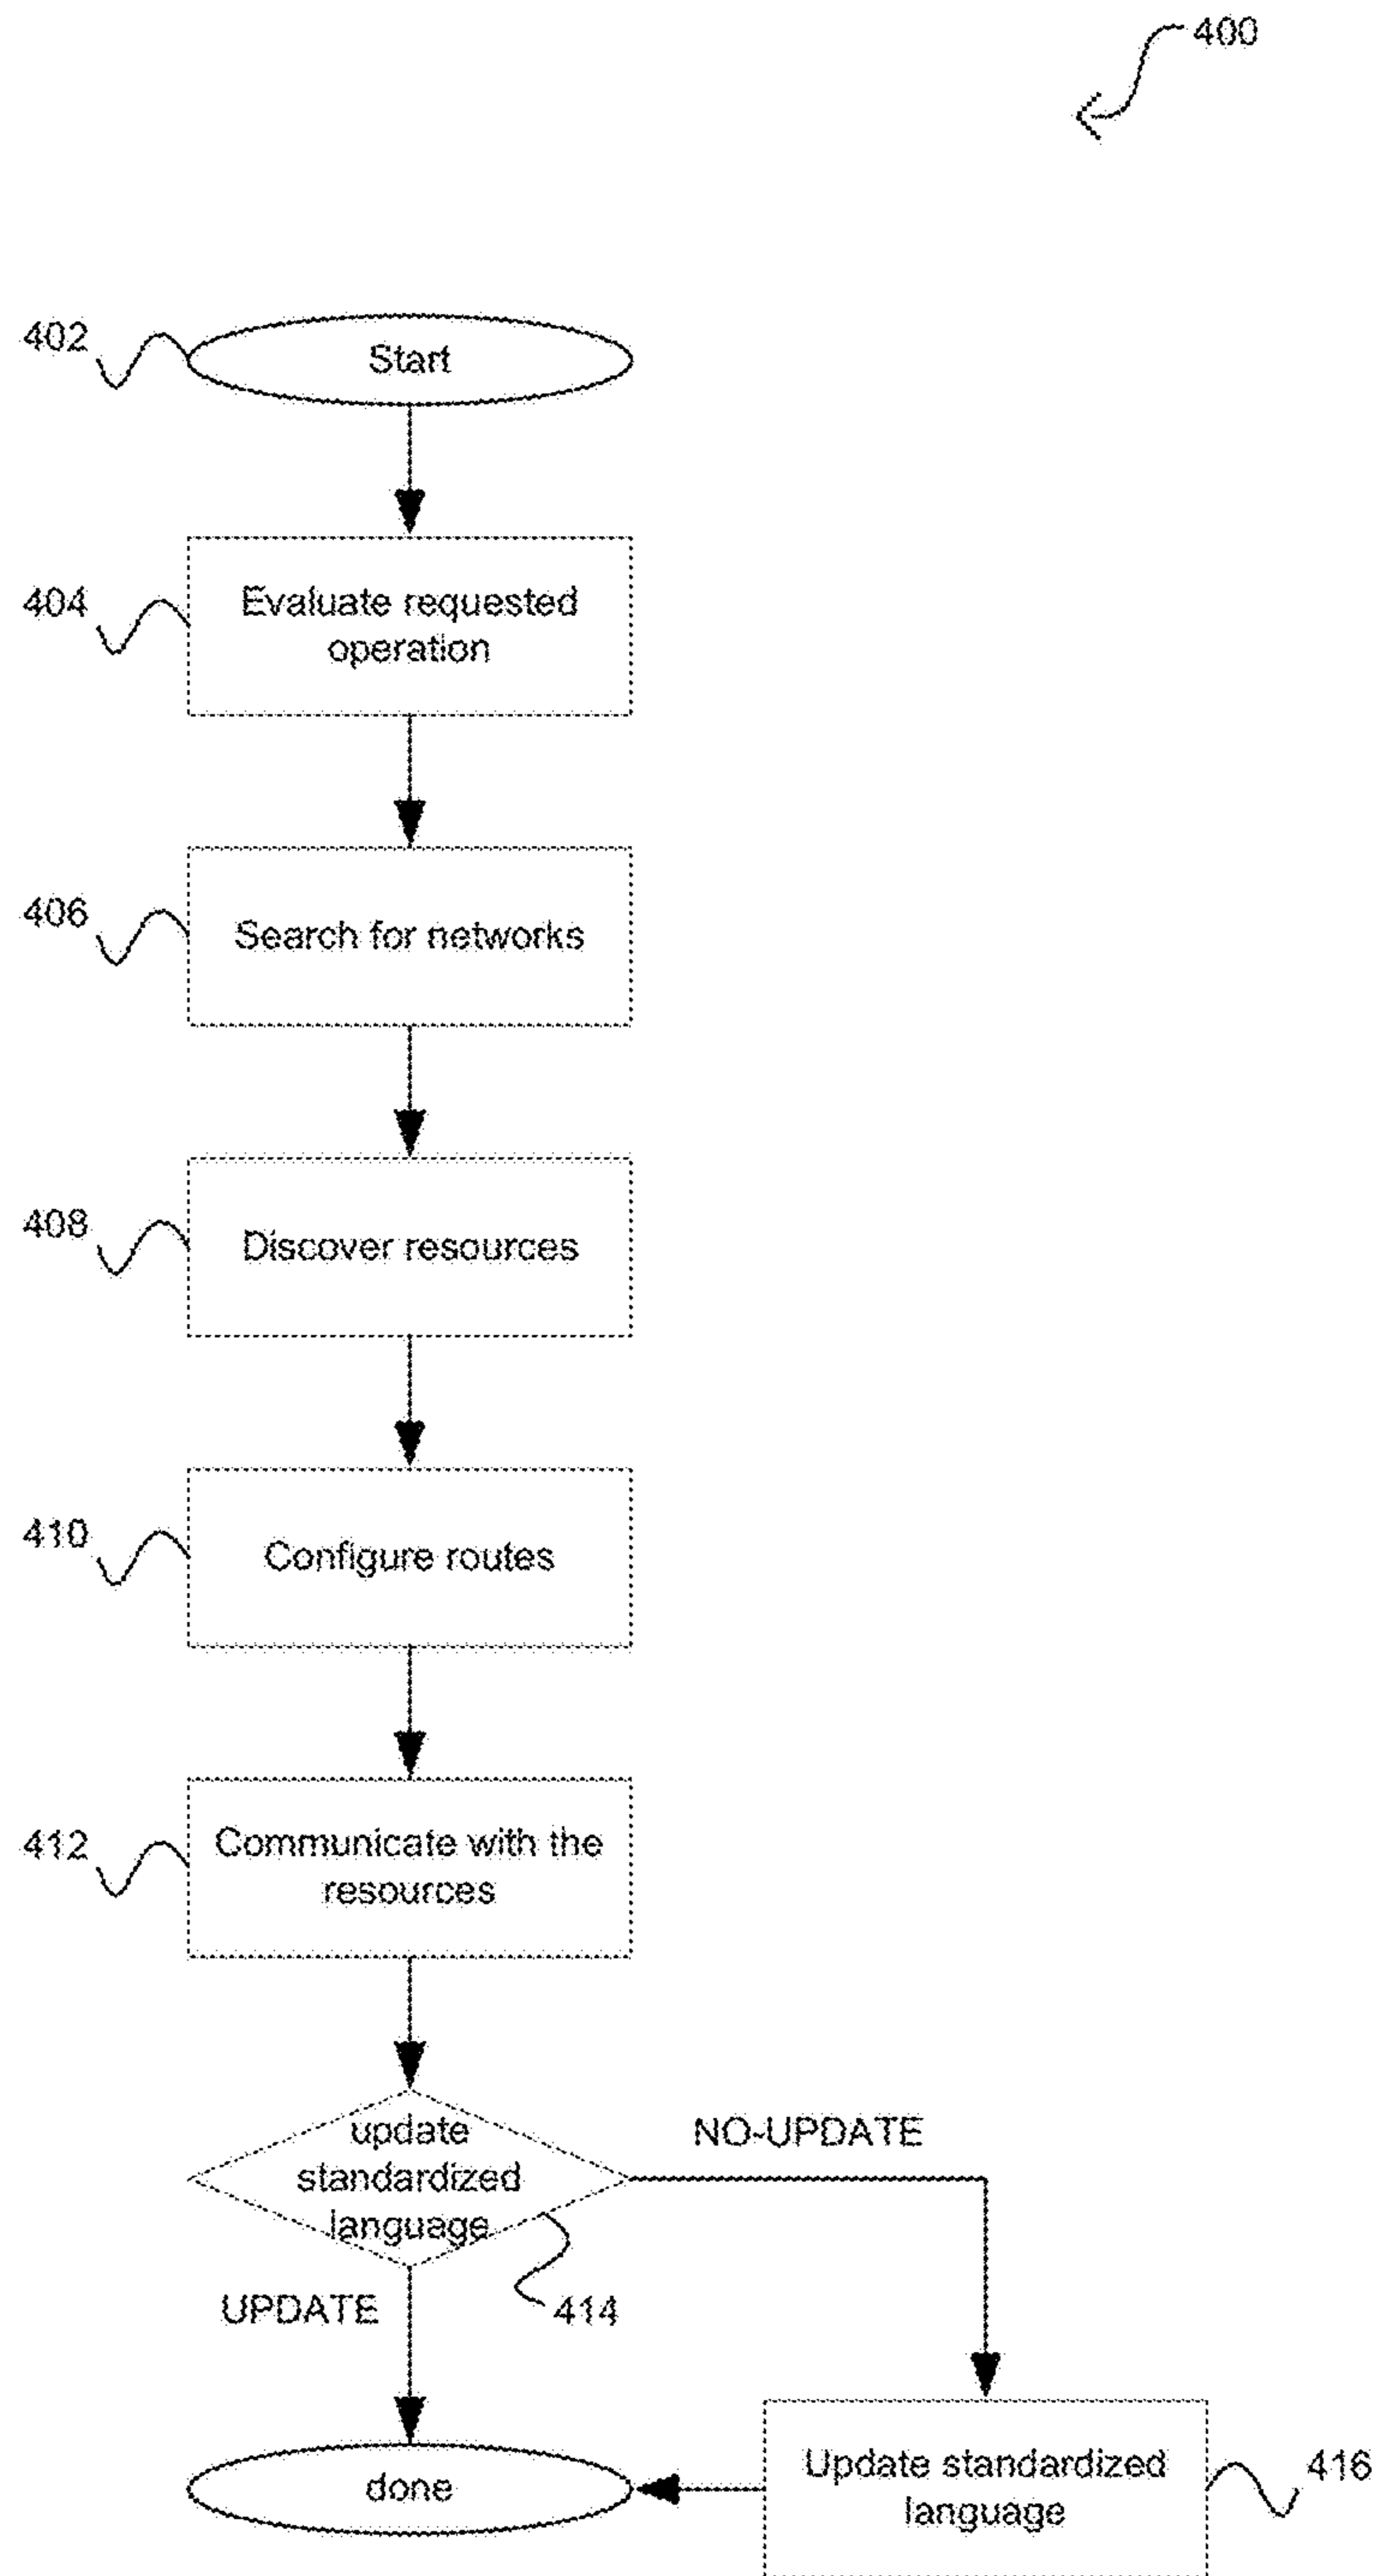 400
402
Start
404
Evaluate requested
operation
406
Search for networks
408
Discover resources
410
Configure routes
412
Communicate with the
resources
update
standardized
language
NO-UPDATE
UPDATE
414
done
Update standardized
language
416